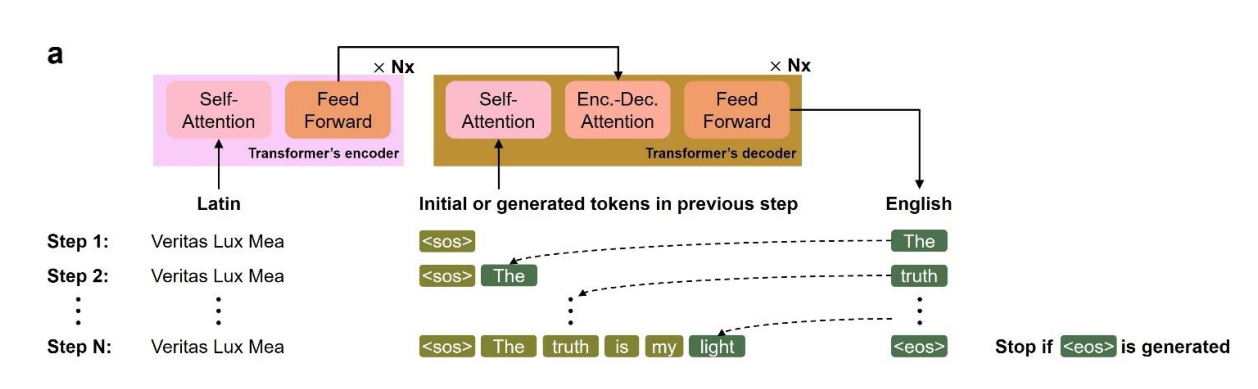 a
× Nx
× Nx
Self-
Attention
Feed
Forward
Transformer's encoder
Self-
Attention
Enc.-Dec.
Attention
Feed
Forward
Transformer's decoder
Latin
Initial or generated tokens in previous step
English
Step 1:
Veritas Lux Mea
<sos>
The
Step 2:
Veritas Lux Mea
<sos> The
truth
Step N:
Veritas Lux Mea
<sos> The truth is my light
<eos>
Stop if <eos> is generated